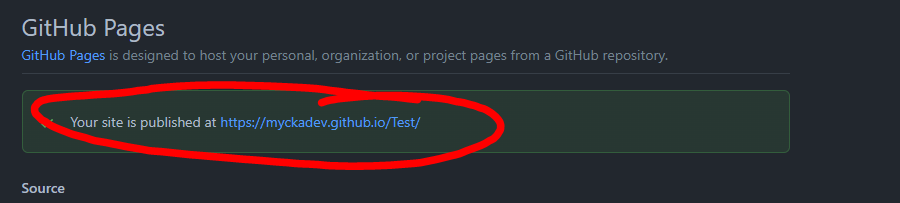 GitHub Pages
GitHub Pages is designed to host your personal, organization, or project pages from a GitHub repository.
Your site is published at https://myckadev.github.io/Test/
Source